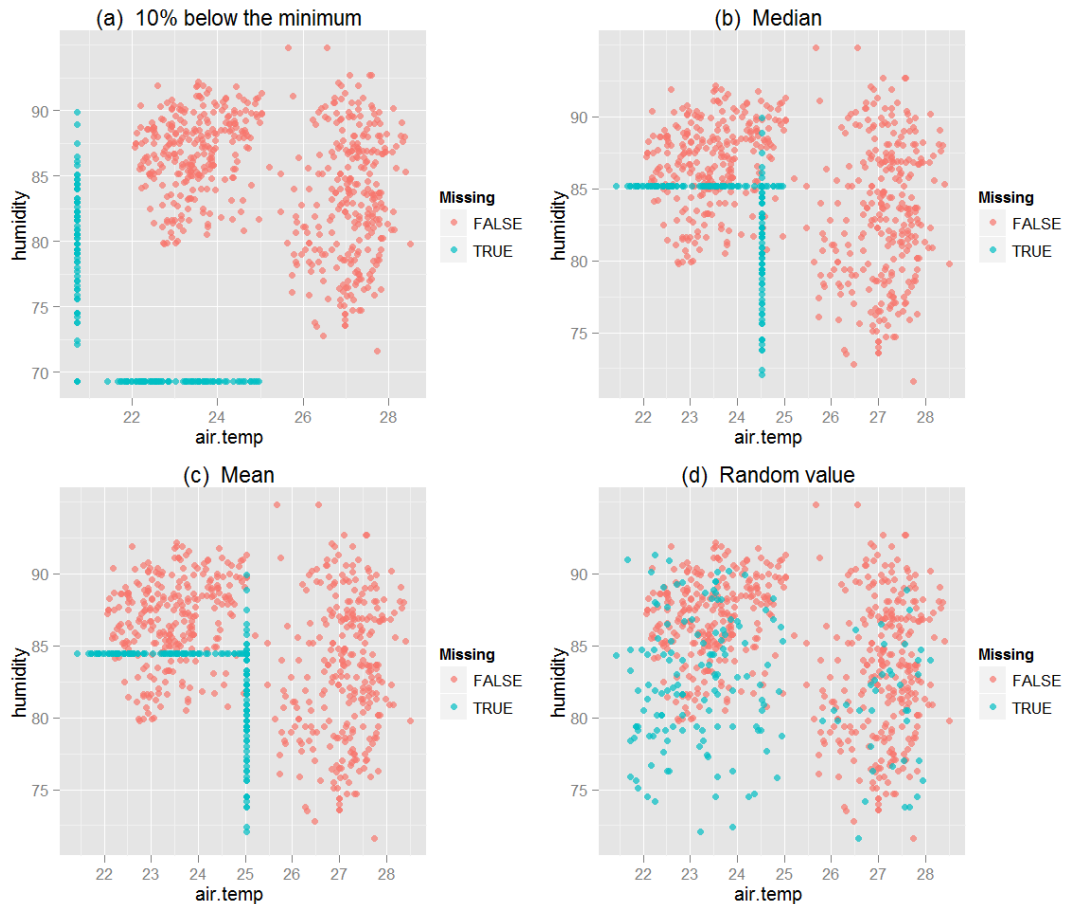 (a) 10% below the minimum
humidity
90
85
80
75
70
22 24 26 28
air.temp
Missing
FALSE
TRUE
(b) Median
humidity
90
85
80
75
22 23 24 25 26 27 28
air.temp
Missing
FALSE
TRUE
(c) Mean
humidity
90
85
80
75
22 23 24 25 26 27 28
air.temp
Missing
FALSE
TRUE
(d) Random value
humidity
90
85
80
75
22 23 24 25 26 27 28
air.temp
Missing
FALSE
TRUE